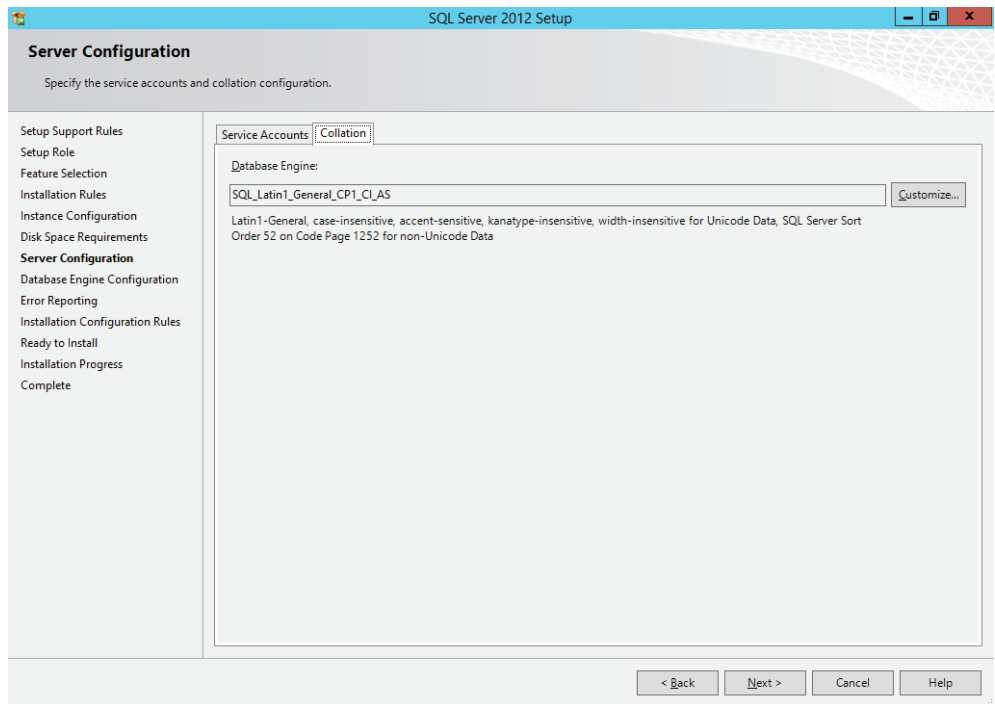 SQL Server 2012 Setup
Server Configuration
Specify the service accounts and collation configuration.
Setup Support Rules
Setup Role
Feature Selection
Installation Rules
Instance Configuration
Disk Space Requirements
Server Configuration
Database Engine Configuration
Error Reporting
Installation Configuration Rules
Ready to Install
Installation Progress
Complete
Service Accounts Collation
Database Engine:
SQL_Latin1_General_CP1_CI_AS Customize...
Latin1-General, case-insensitive, accent-sensitive, kanatype-insensitive, width-insensitive for Unicode Data, SQL Server Sort
Order 52 on Code Page 1252 for non-Unicode Data
< Back Next > Cancel Help